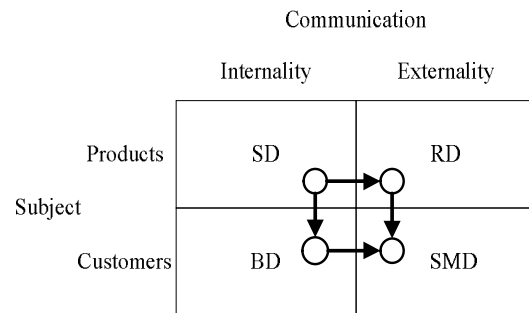 Communication
Internality Externality
Products SD RD
Subject
Customers BD SMD